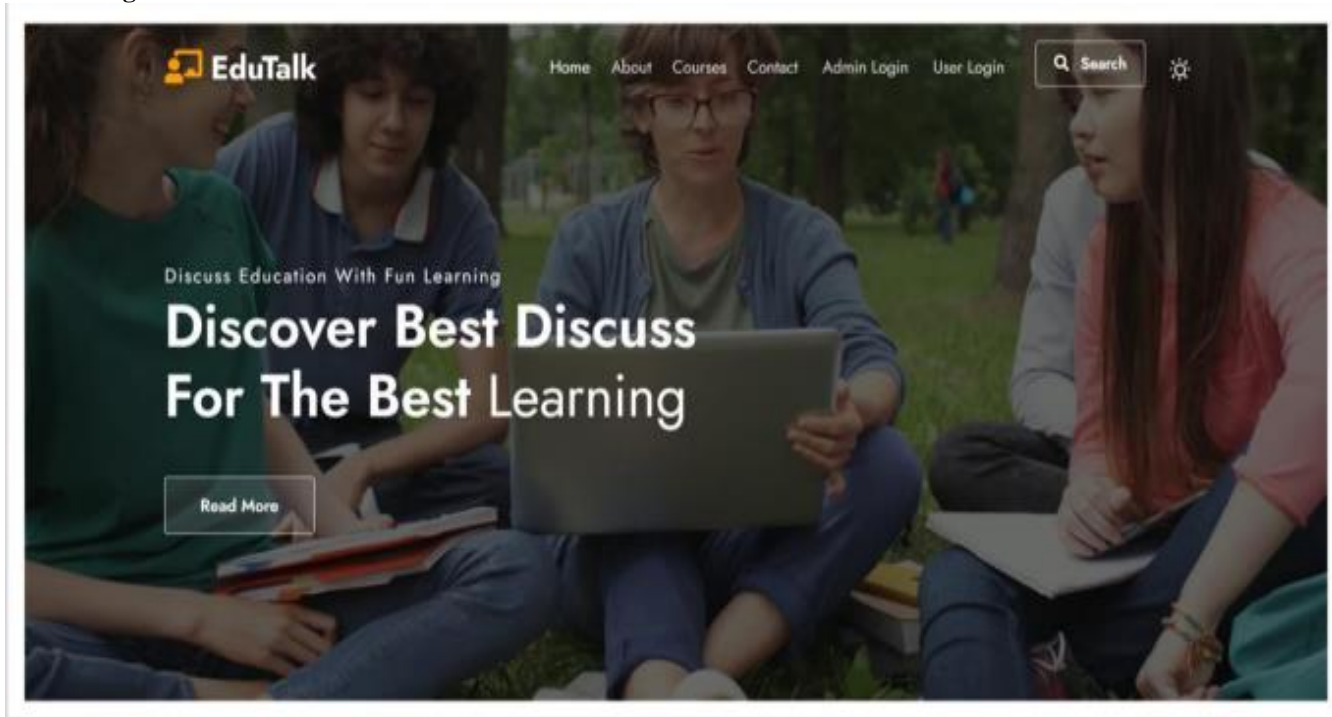 EduTalk
Home About Courses Contact Admin Login User Login Search
Discuss Education With Fun Learning
Discover Best Discuss
For The Best Learning
Read More